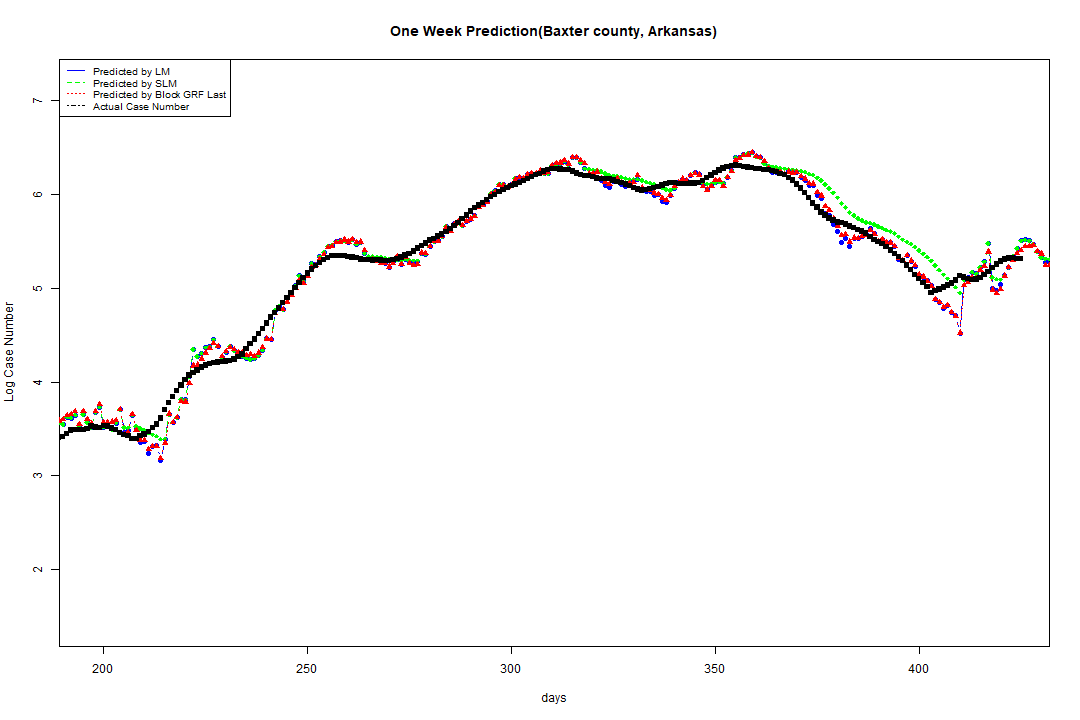 One Week Prediction(Baxter county, Arkansas)
Predicted by LM
Predicted by SLM
Predicted by Block GRF Last
Actual Case Number
7
6
5
4
3
2
Log Case Number
200 250 300 350 400
days